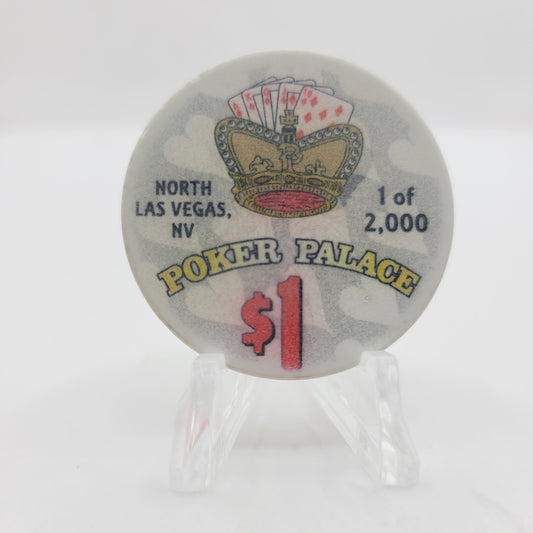 NORTH
LAS VEGAS,
NV
1 of
2,000
POKER PALACE
$1